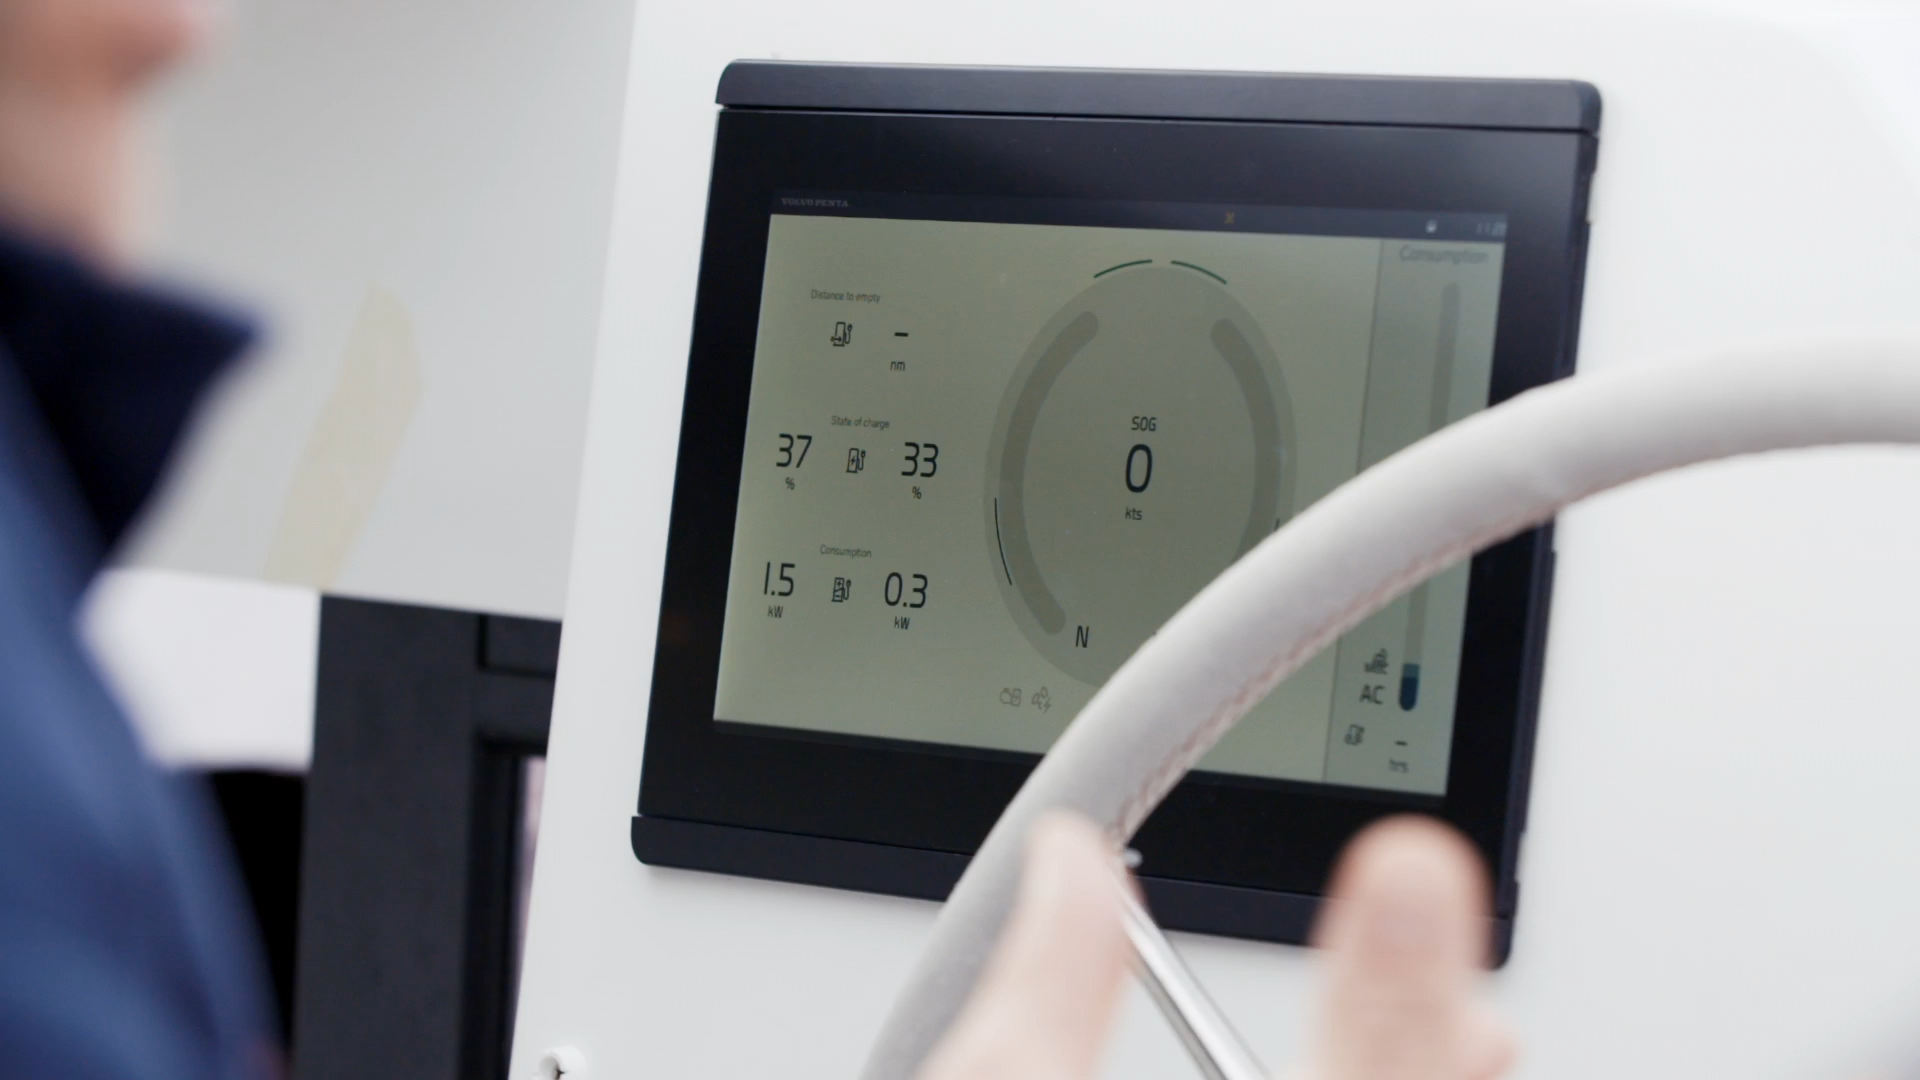 VOLVO PENTA
Consumption
Distance to empty
–
nm
State of charge
37 33
% %
Consumption
1.5 0.3
kW kW
SOG
0
kts
N
AC
–
hrs